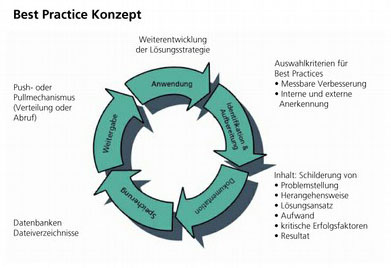 Best Practice Konzept
Weiterentwicklung
der Lösungsstrategie
Auswahlkriterien für
Best Practices
• Messbare Verbesserung
• Interne und externe
Anerkennung
Push- oder
Pullmechanismus
(Verteilung oder
Abruf)
Anwendung
Identifikation &
Aufbereitung
Dokumentation
Speicherung
Weitergabe
Inhalt: Schilderung von
• Problemstellung
• Herangehensweise
• Lösungsansatz
• Aufwand
• kritische Erfolgsfaktoren
• Resultat
Datenbanken
Dateiverzeichnisse